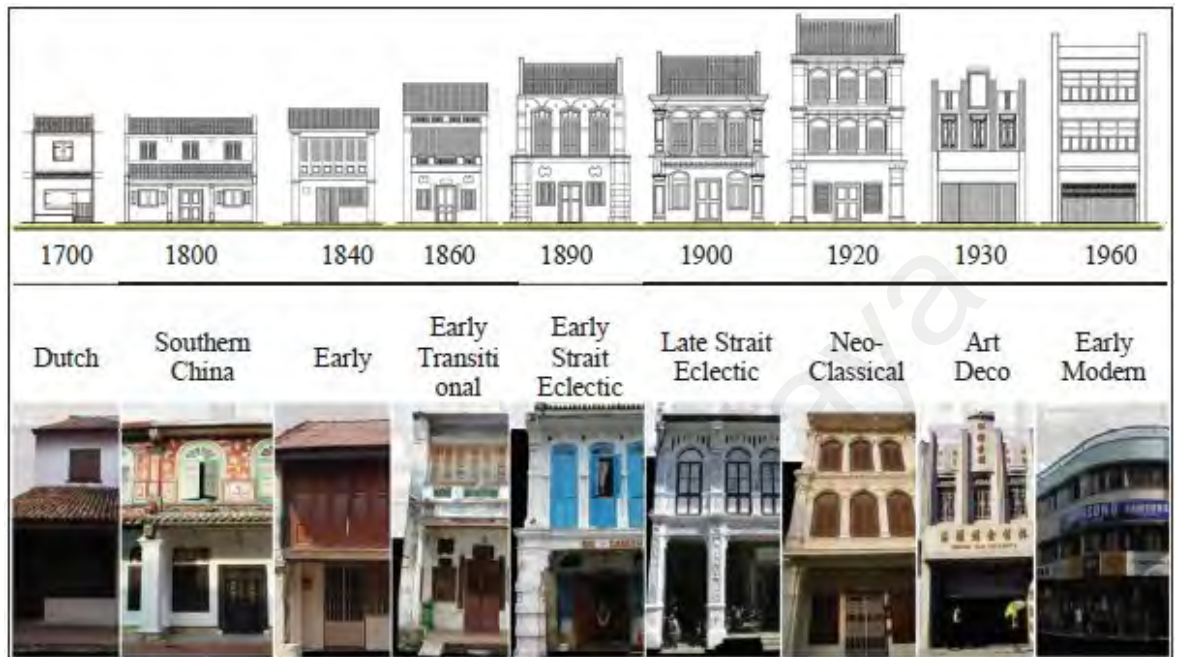 1700 1800 1840 1860 1890 1900 1920 1930 1960
Dutch
Southern
China
Early
Early
Transiti
onal
Early
Strait
Eclectic
Late Strait
Eclectic
Neo-
Classical
Art
Deco
Early
Modern
aya